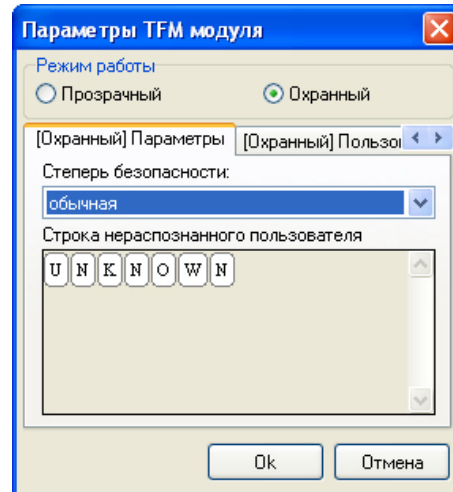 Параметры TFM модуля
Режим работы
Прозрачный Охранный
[Охранный] Параметры [Охранный] Пользо
Степерь безопасности:
обычная
Строка нераспознанного пользователя
UNKNOWN
Ok Отмена